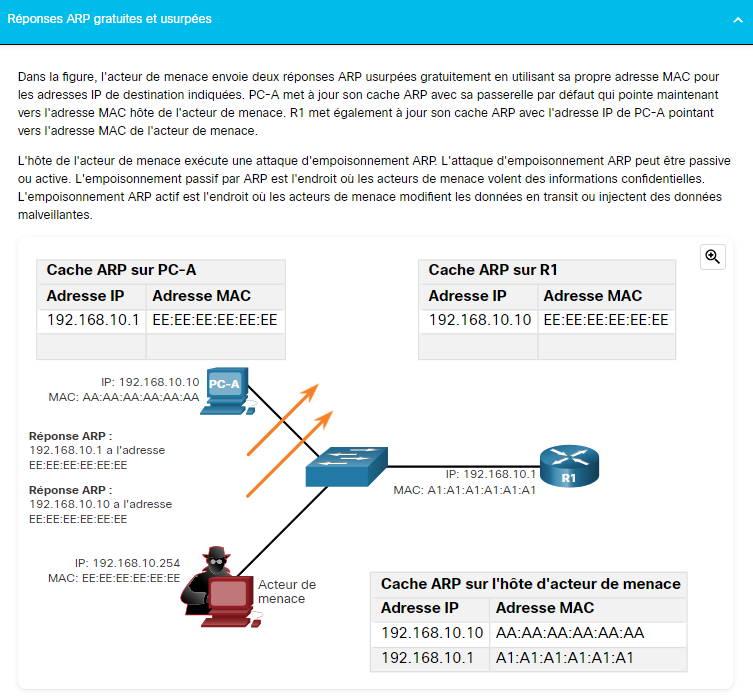 Réponses ARP gratuites et usurpées
Dans la figure, l'acteur de menace envoie deux réponses ARP usurpées gratuitement en utilisant sa propre adresse MAC pour
les adresses IP de destination indiquées. PC-A met à jour son cache ARP avec sa passerelle par défaut qui pointe maintenant
vers l'adresse MAC hôte de l'acteur de menace. R1 met également à jour son cache ARP avec l'adresse IP de PC-A pointant
vers l'adresse MAC de l'acteur de menace.
L'hôte de l'acteur de menace exécute une attaque d'empoisonnement ARP. L'attaque d'empoisonnement ARP peut être passive
ou active. L'empoisonnement passif par ARP est l'endroit où les acteurs de menace volent des informations confidentielles.
L'empoisonnement ARP actif est l'endroit où les acteurs de menace modifient les données en transit ou injectent des données
malveillantes.
Cache ARP sur PC-A
Adresse IP Adresse MAC
192.168.10.1 EE:EE:EE:EE:EE:EE
Cache ARP sur R1
Adresse IP Adresse MAC
192.168.10.10 EE:EE:EE:EE:EE:EE
IP: 192.168.10.10
MAC: AA:AA:AA:AA:AA:AA
PC-A
Réponse ARP :
192.168.10.1 a l'adresse
EE:EE:EE:EE:EE:EE
Réponse ARP :
192.168.10.10 a l'adresse
EE:EE:EE:EE:EE:EE
IP: 192.168.10.1
MAC: A1:A1:A1:A1:A1:A1
R1
IP: 192.168.10.254
MAC: EE:EE:EE:EE:EE:EE
Acteur de
menace
Cache ARP sur l'hôte d'acteur de menace
Adresse IP Adresse MAC
192.168.10.10 AA:AA:AA:AA:AA:AA
192.168.10.1 A1:A1:A1:A1:A1:A1